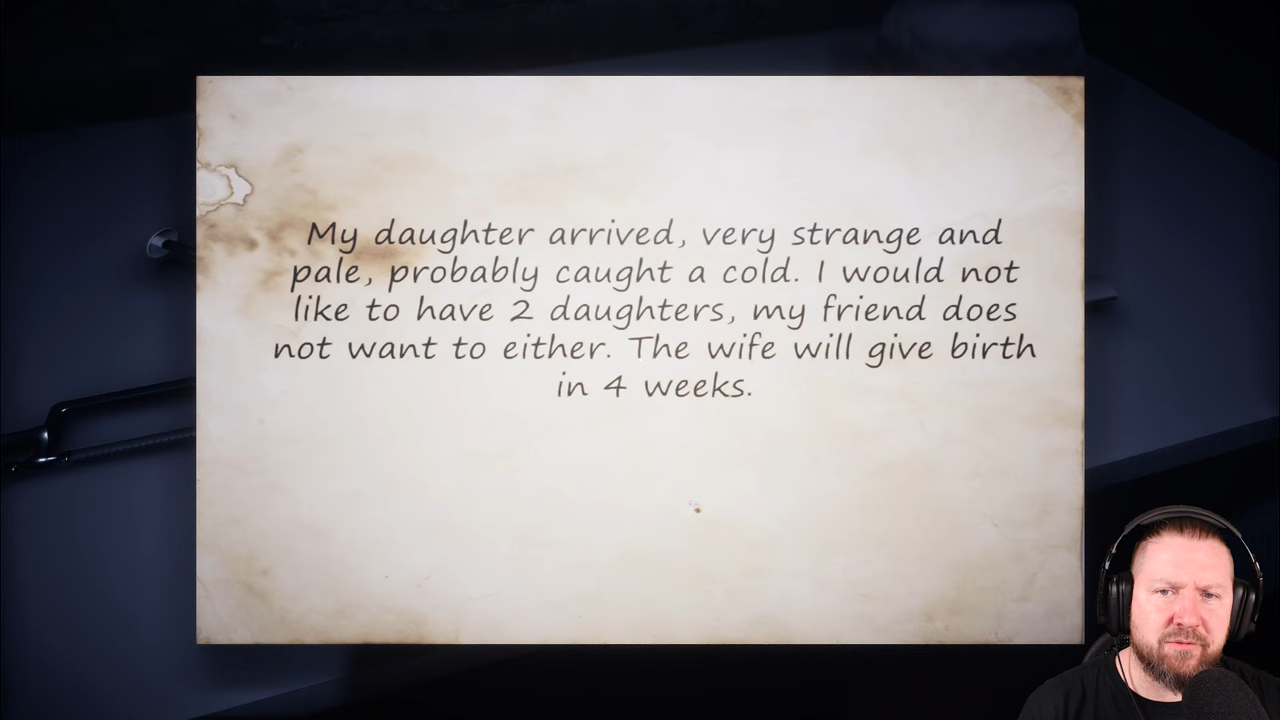 My daughter arrived, very strange and
pale, probably caught a cold. I would not
like to have 2 daughters, my friend does
not want to either. The wife will give birth
in 4 weeks.